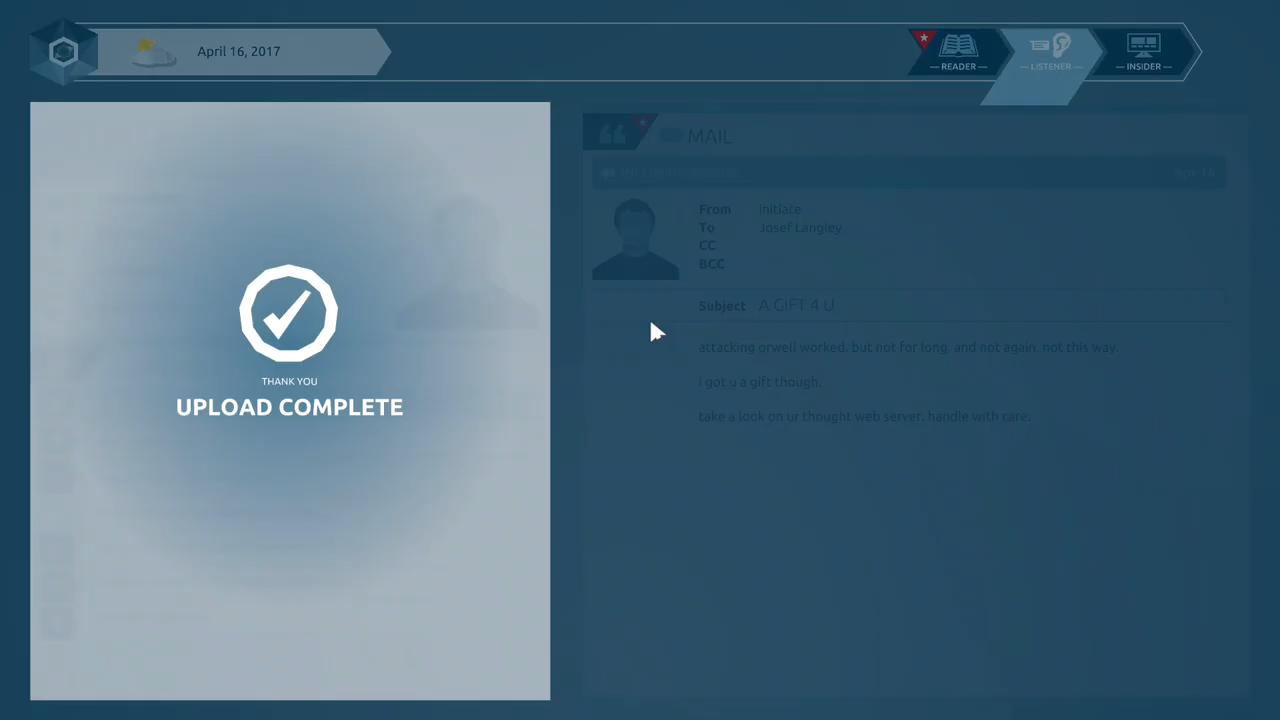 April 16, 2017
— READER —
— LISTENER —
— INSIDER —
MAIL
Apr 16
From initiate
To Josef Langley
CC
BCC
Subject A GIFT 4 U
attacking orwell worked. but not for long. and not again. not this way.
i got u a gift though.
take a look on ur thought web server. handle with care.
THANK YOU
UPLOAD COMPLETE